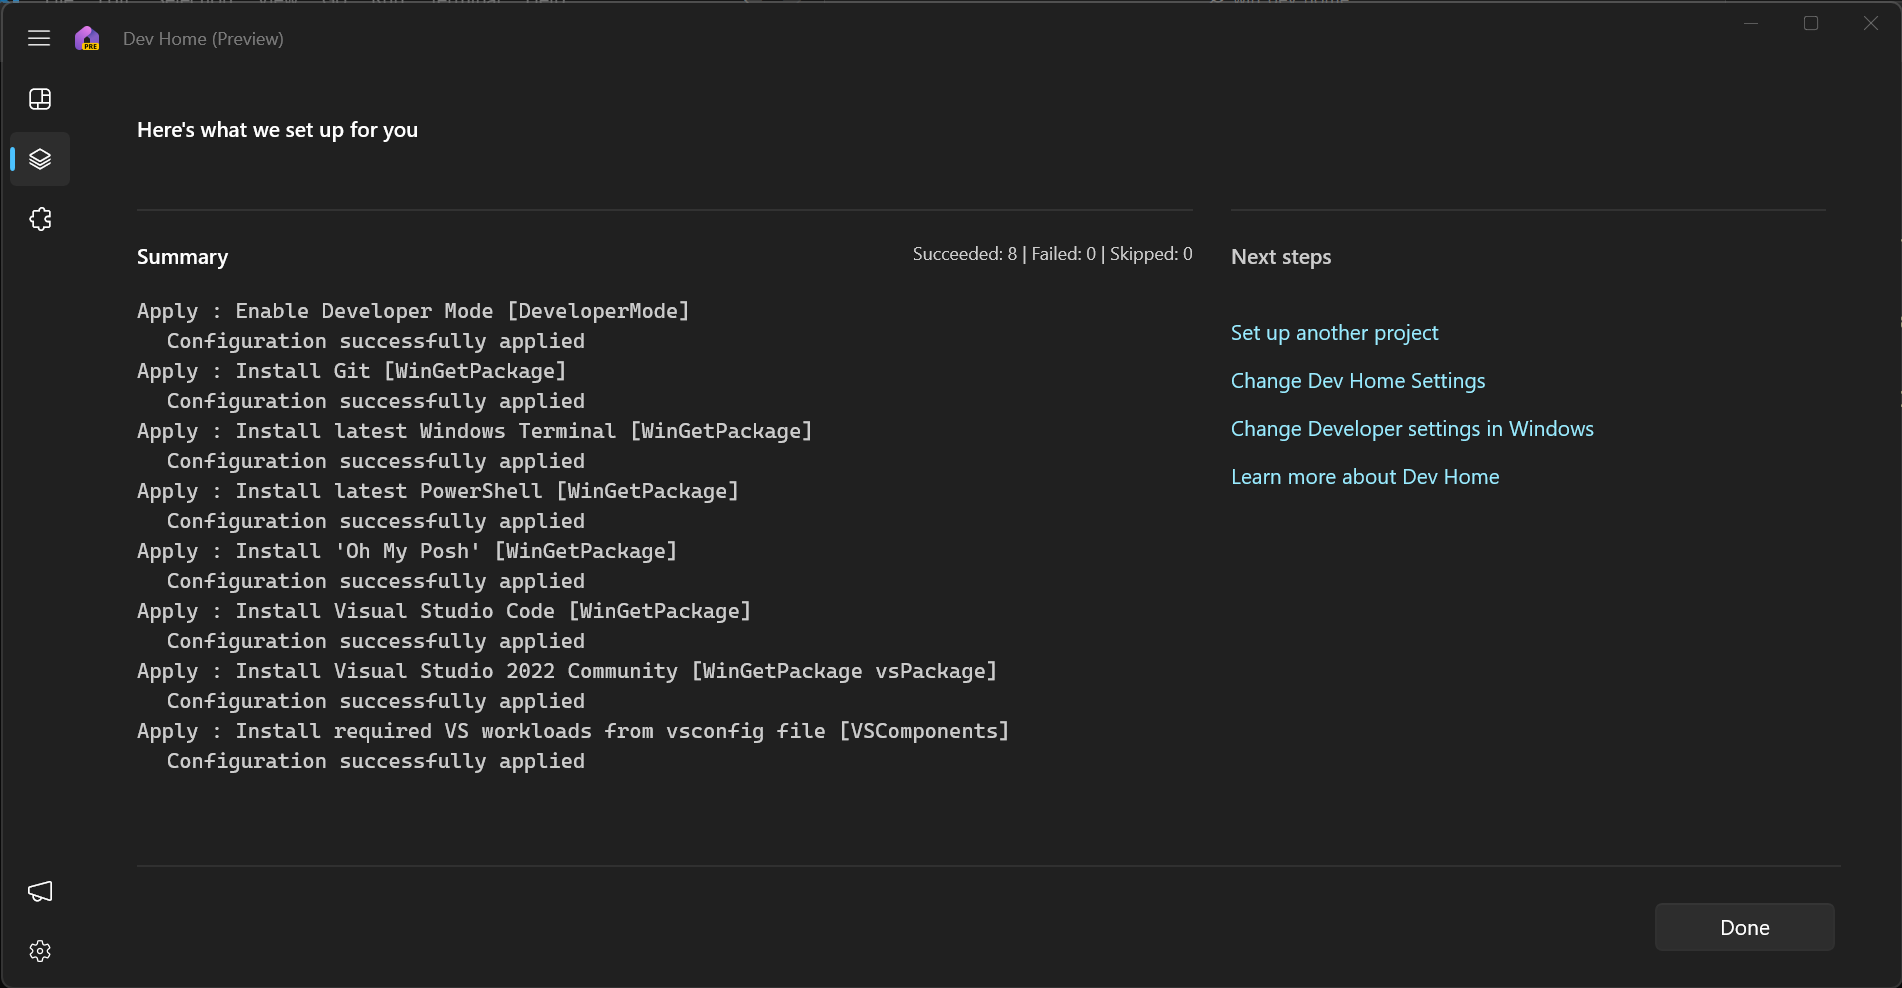 Dev Home (Preview)
PRE
Here's what we set up for you
Summary
Succeeded: 8 | Failed: 0 | Skipped: 0
Apply : Enable Developer Mode [DeveloperMode]
Configuration successfully applied
Apply : Install Git [WinGetPackage]
Configuration successfully applied
Apply : Install latest Windows Terminal [WinGetPackage]
Configuration successfully applied
Apply : Install latest PowerShell [WinGetPackage]
Configuration successfully applied
Apply : Install 'Oh My Posh' [WinGetPackage]
Configuration successfully applied
Apply : Install Visual Studio Code [WinGetPackage]
Configuration successfully applied
Apply : Install Visual Studio 2022 Community [WinGetPackage vsPackage]
Configuration successfully applied
Apply : Install required VS workloads from vsconfig file [VSComponents]
Configuration successfully applied
Next steps
Set up another project
Change Dev Home Settings
Change Developer settings in Windows
Learn more about Dev Home
Done